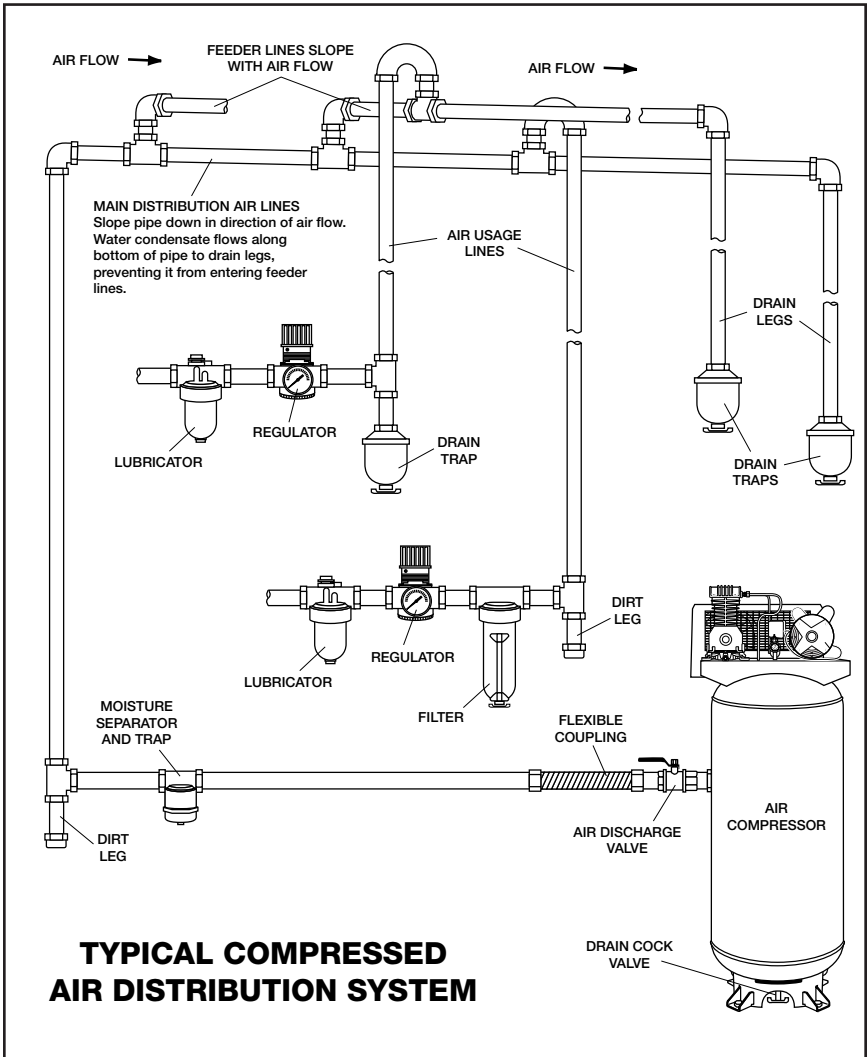 AIR FLOW
FEEDER LINES SLOPE
WITH AIR FLOW
AIR FLOW
MAIN DISTRIBUTION AIR LINES
Slope pipe down in direction of air flow.
Water condensate flows along
bottom of pipe to drain legs,
preventing it from entering feeder
lines.
AIR USAGE
LINES
DRAIN
LEGS
LUBRICATOR
REGULATOR
DRAIN
TRAP
DRAIN
TRAPS
LUBRICATOR
REGULATOR
FILTER
DIRT
LEG
MOISTURE
SEPARATOR
AND TRAP
FLEXIBLE
COUPLING
DIRT
LEG
AIR DISCHARGE
VALVE
AIR
COMPRESSOR
TYPICAL COMPRESSED
AIR DISTRIBUTION SYSTEM
DRAIN COCK
VALVE